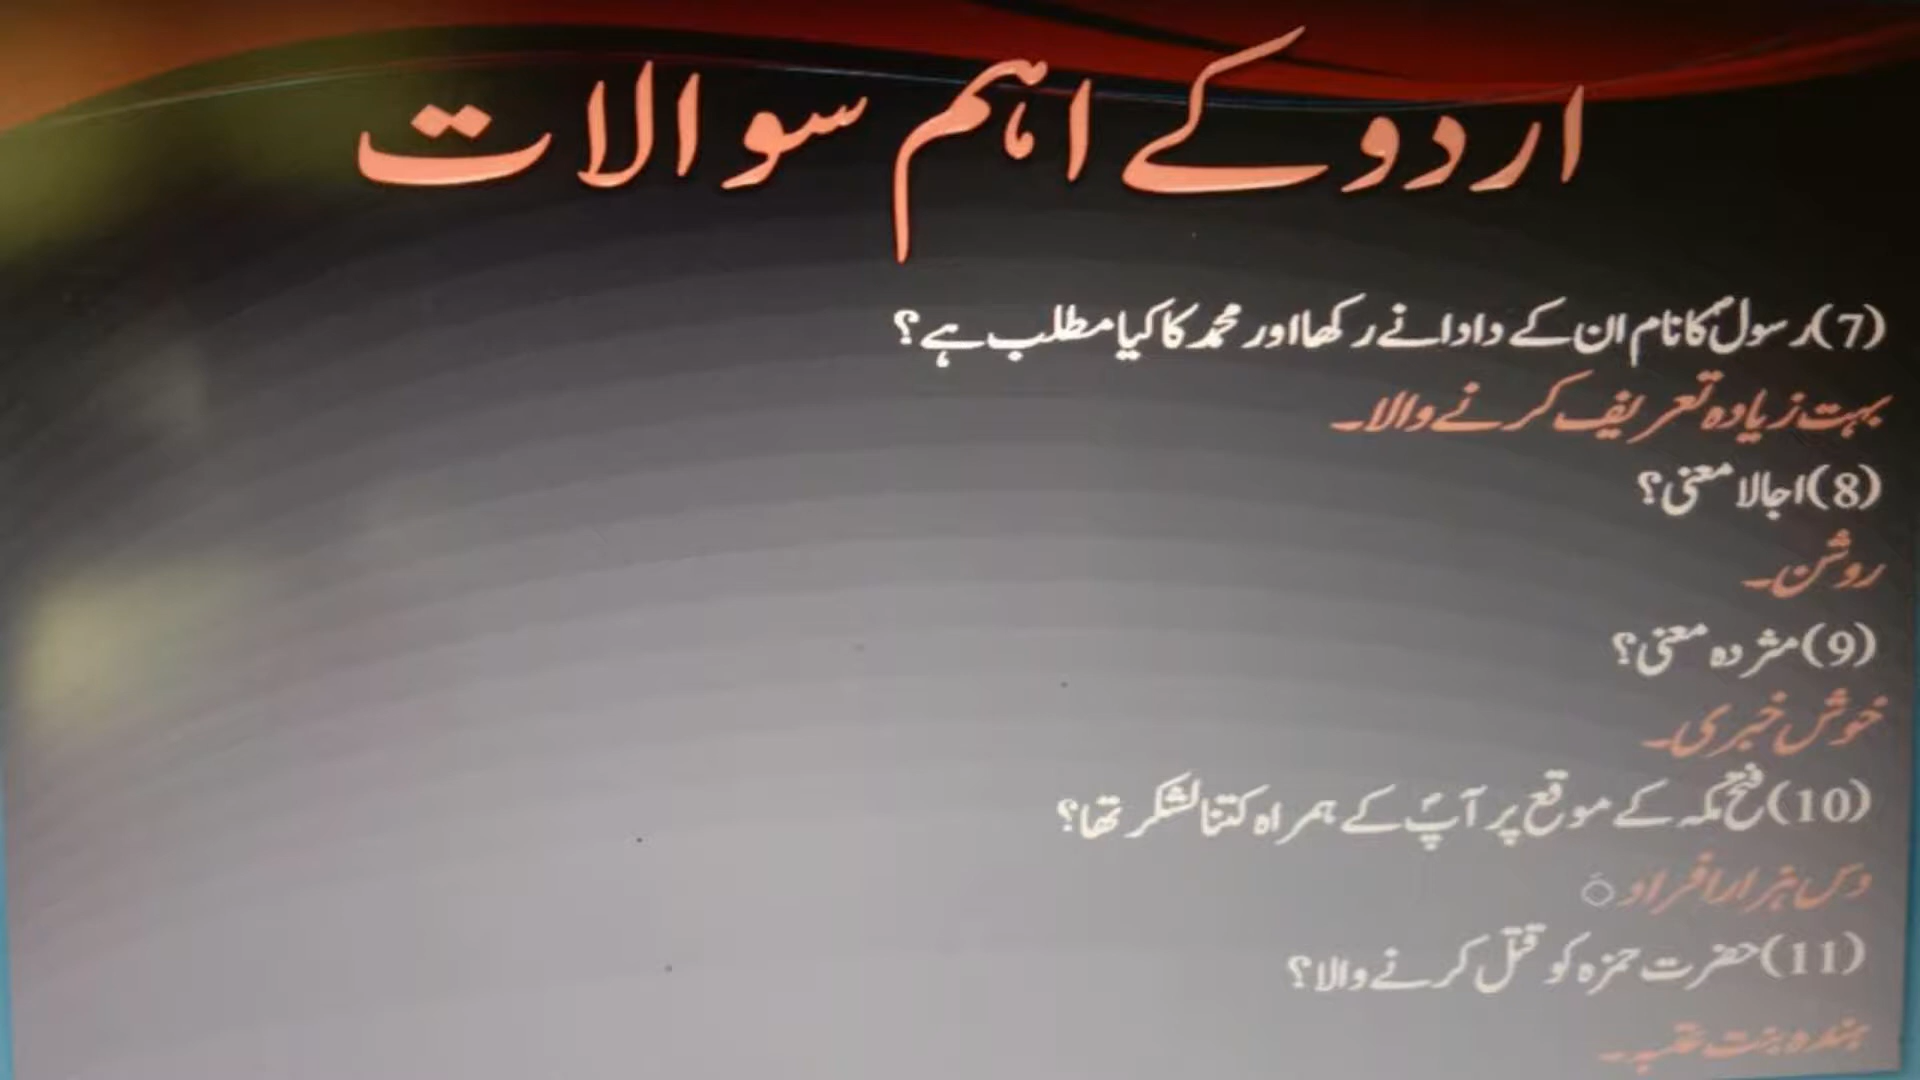 اردو کے اہم سوالات
(7)رسولؐ کا نام ان کے دادا نے رکھا اور محمد کا کیا مطلب ہے؟
بہت زیادہ تعریف کرنے والا۔
(8)اجالا معنی؟
روشن۔
(9)مژدہ معنی؟
خوش خبری۔
(10)فتح مکہ کے موقع پر آپؐ کے ہمراہ کتنا لشکر تھا؟
دس ہزار افراد
(11)حضرت حمزہ کو قتل کرنے والا؟
ہندہ بنت عتبہ۔